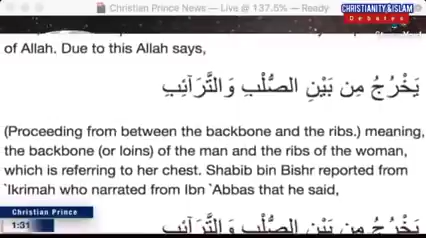 Christian Prince News — Live @ 137.5% — Ready
CHRISTIANITY & ISLAM
Debates
of Allah. Due to this Allah says,
يَخْرُجُ مِن بَيْنِ الصُّلْبِ وَالتَّرَآئِبِ
(Proceeding from between the backbone and the ribs.) meaning,
the backbone (or loins) of the man and the ribs of the woman,
which is referring to her chest. Shabib bin Bishr reported from
`Ikrimah who narrated from Ibn `Abbas that he said,
Christian Prince
1:31
يَخْرُجُ مِن بَيْنِ الصُّلْبِ وَالتَّرَآئِبِ